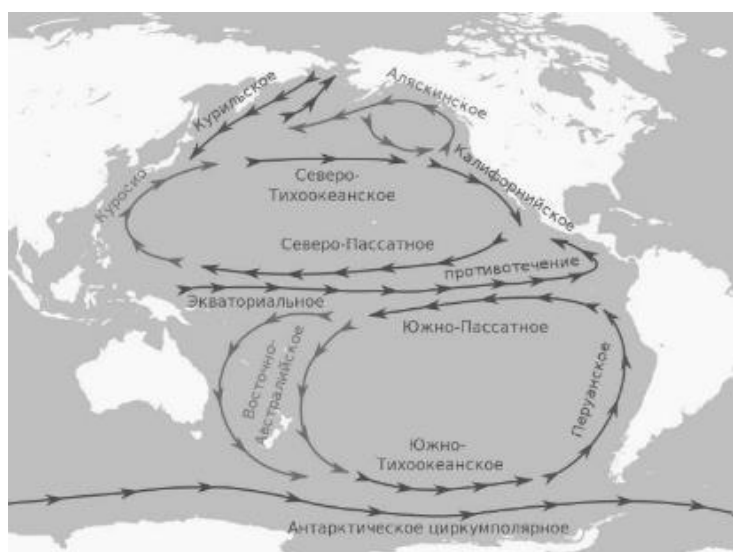 Аляскинское
Курильское
Калифорнийское
Куросио
Северо-
Тихоокеанское
Северо-Пассатное
противотечение
Экваториальное
Южно-Пассатное
Восточно-
Австралийское
Перуанское
Южно-
Тихоокеанское
Антарктическое циркумполярное